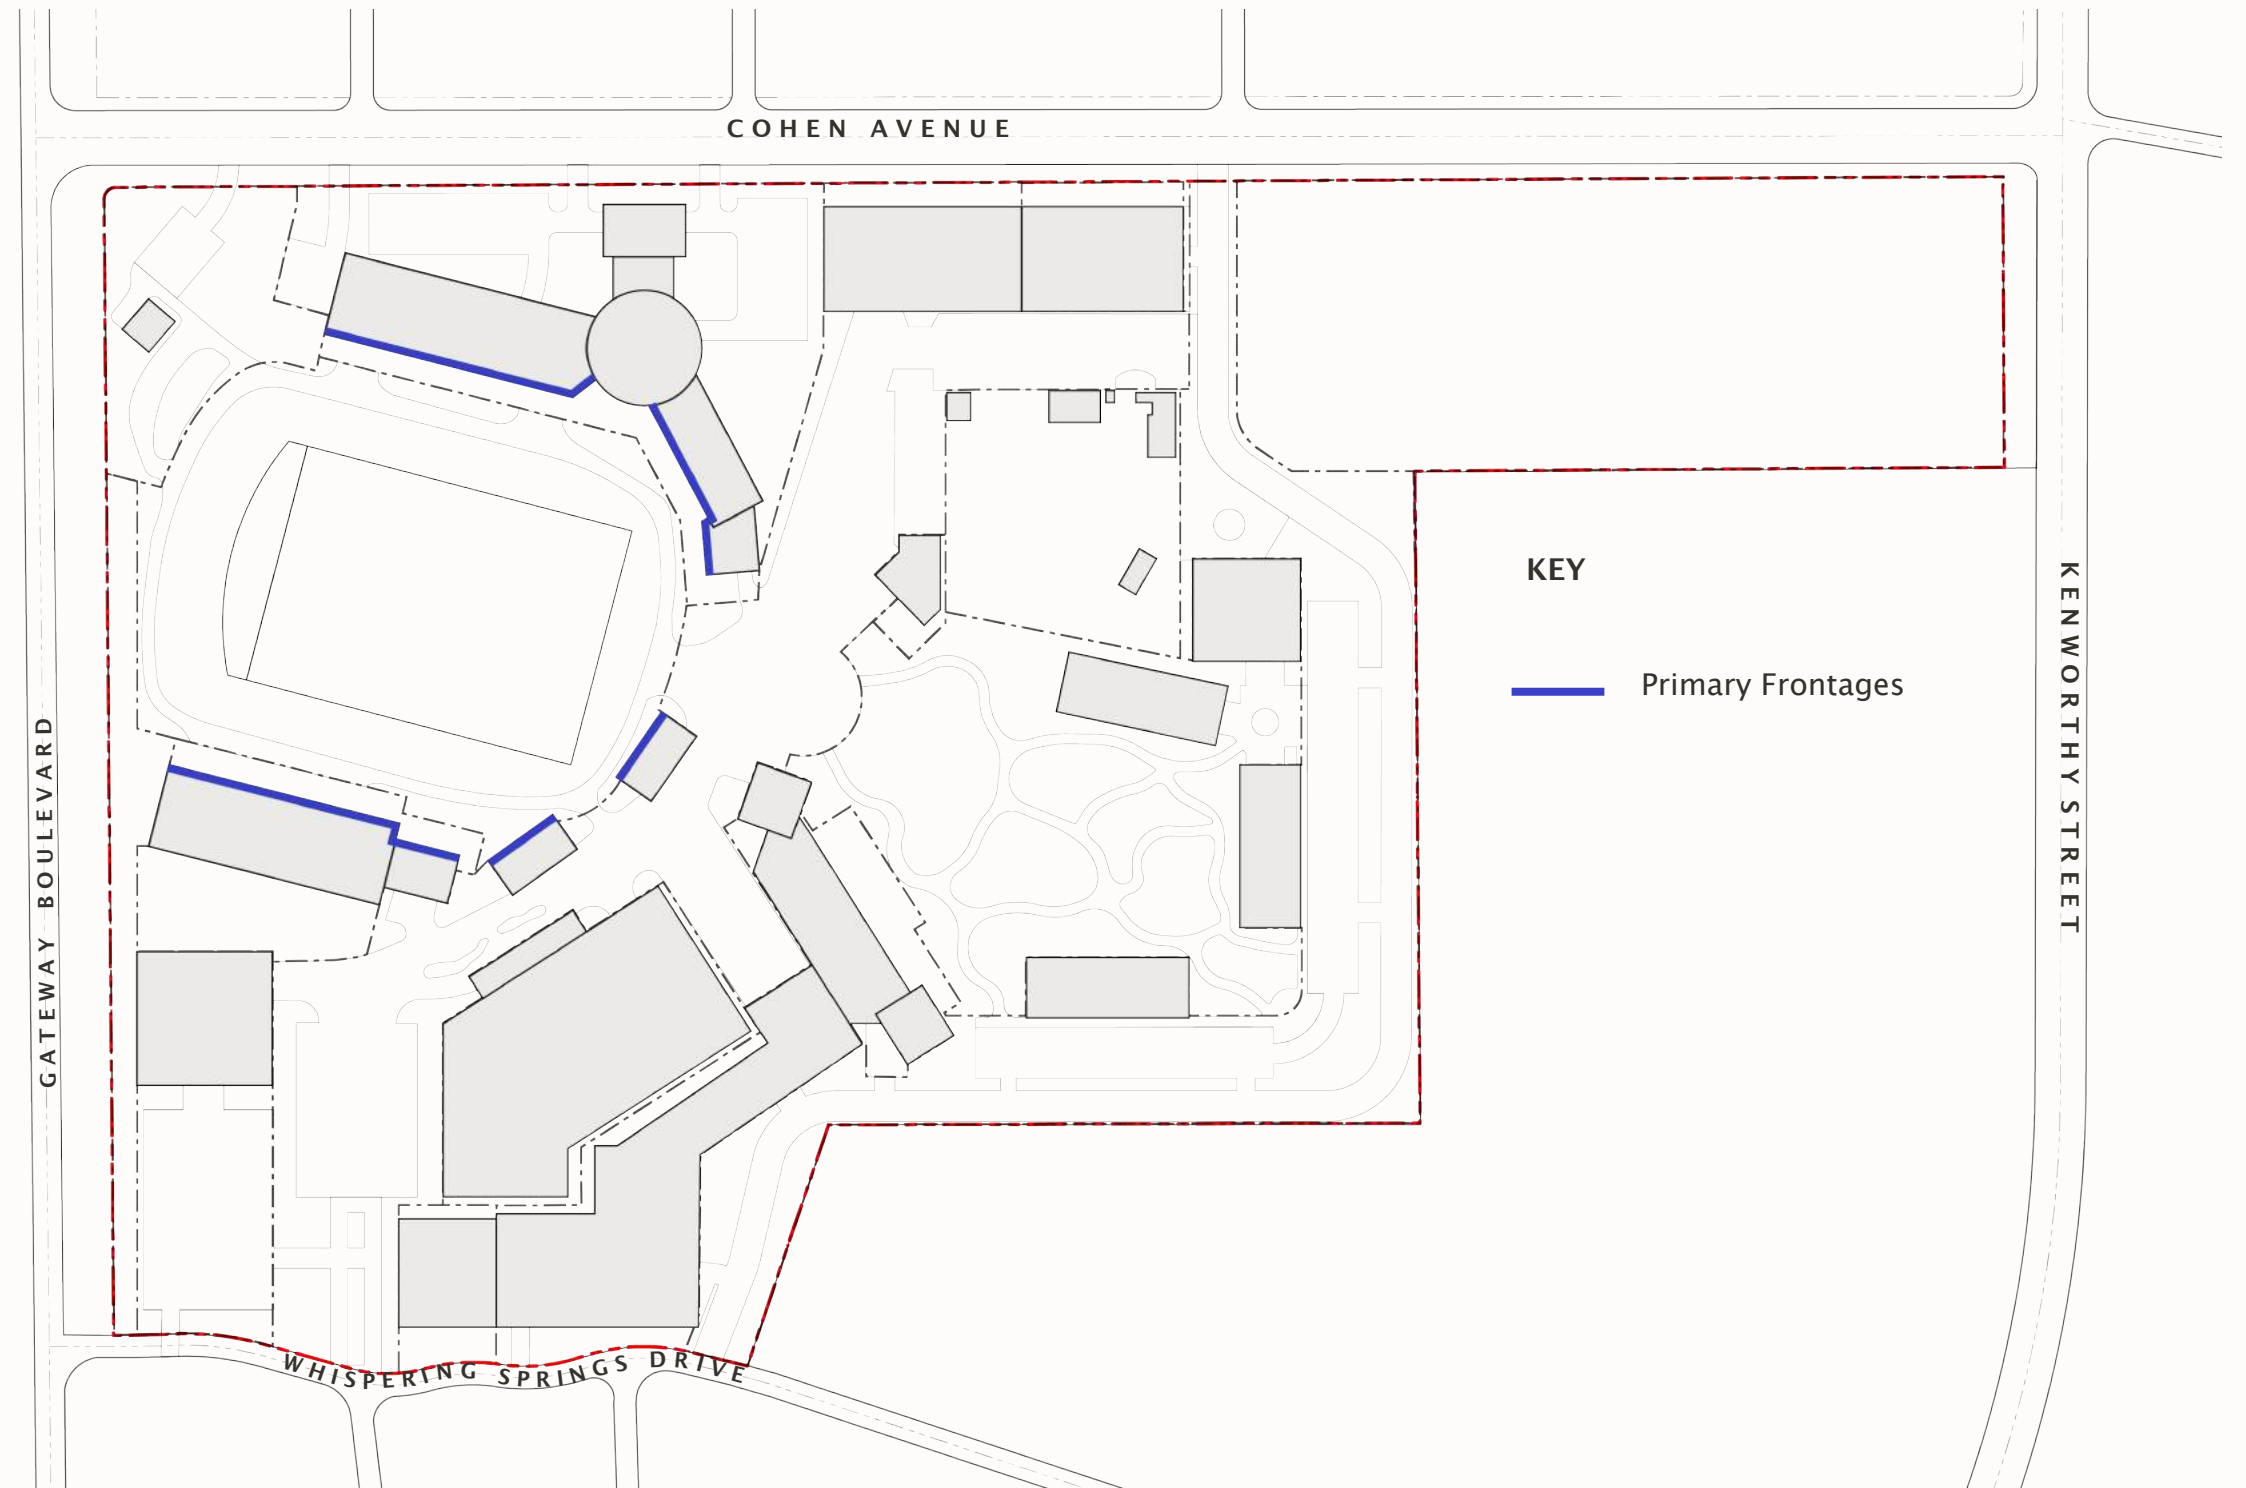 COHEN AVENUE
KEY
Primary Frontages
KENWORTHY STREET
GATEWAY BOULEVARD
WHISPERING SPRINGS DRIVE